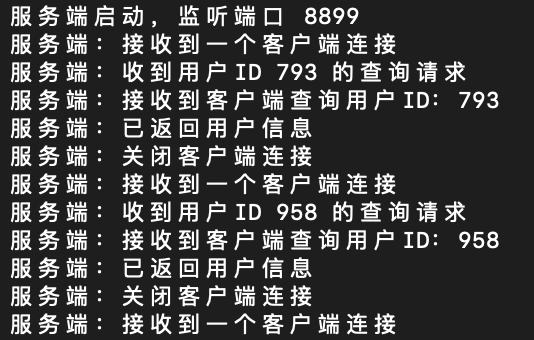 服务端启动，监听端口 8899
服务端：接收到一个客户端连接
服务端：收到用户ID 793 的查询请求
服务端：接收到客户端查询用户ID: 793
服务端：已返回用户信息
服务端：关闭客户端连接
服务端：接收到一个客户端连接
服务端：收到用户ID 958 的查询请求
服务端：接收到客户端查询用户ID: 958
服务端：已返回用户信息
服务端：关闭客户端连接
服务端：接收到一个客户端连接